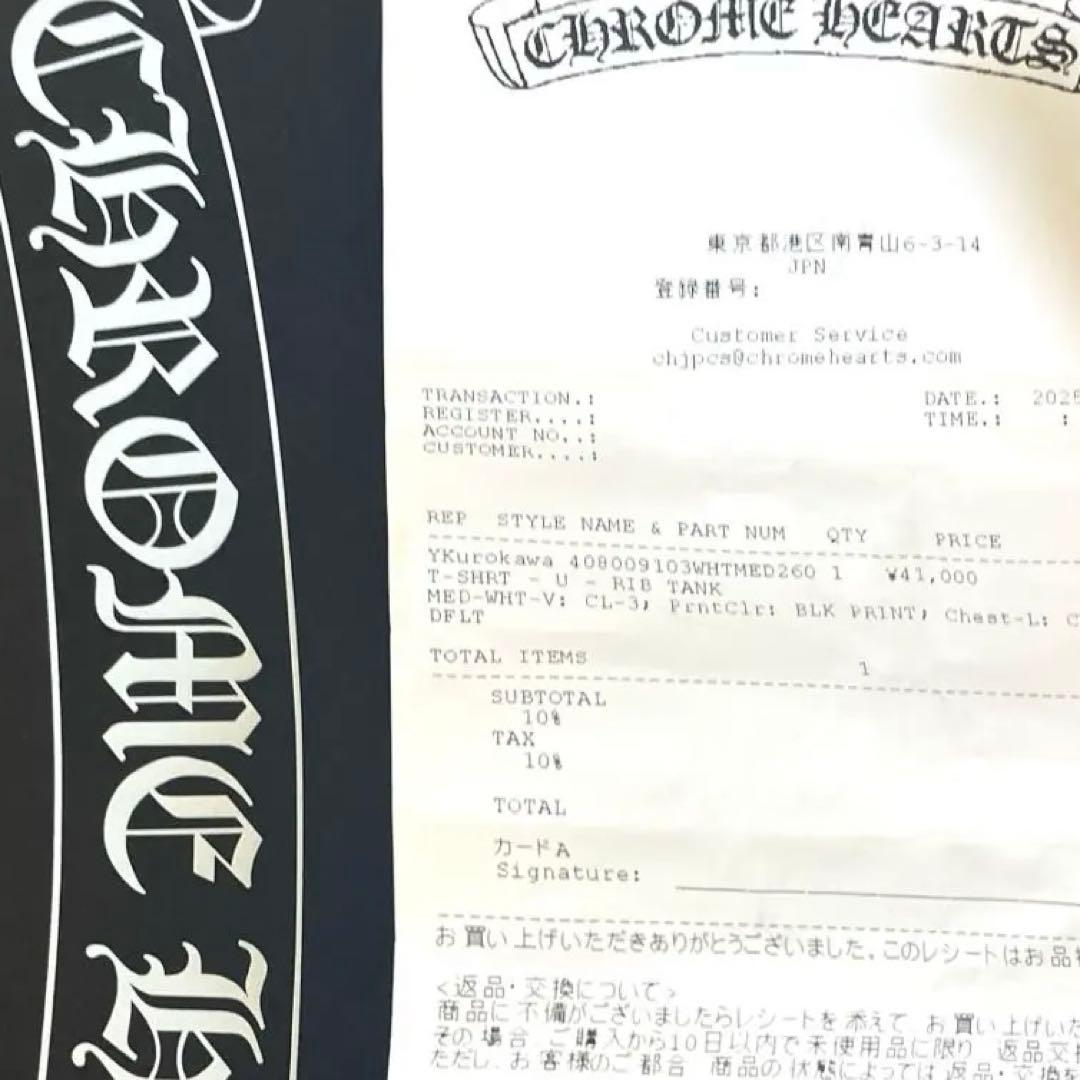 CHROME H
CHROME HEARTS
東京都港区南青山6-3-14
JPN
登録番号:
Customer Service
chjpcs@chromehearts.com
TRANSACTION.: DATE.: 2025
REGISTER....: TIME.: :
ACCOUNT NO..:
CUSTOMER....:
REP STYLE NAME & PART NUM QTY PRICE
YKurokawa 408009103WHTMED260 1 ¥41,000
T-SHRT - U - RIB TANK
MED-WHT-V: CL-3, PrntClr: BLK PRINT, Chest-L: C
DFLT
TOTAL ITEMS 1
SUBTOTAL
10%
TAX
10%
TOTAL
カードA
Signature:
お買い上げいただきありがとうございました。このレシートはお品
<返品・交換について>
商品に不備がございましたらレシートを添えて お買い上げいた
その場合 ご購入から10日以内で未使用品に限り 返品交換
ただし お客様のご都合 商品の状態によっては返品・交換を